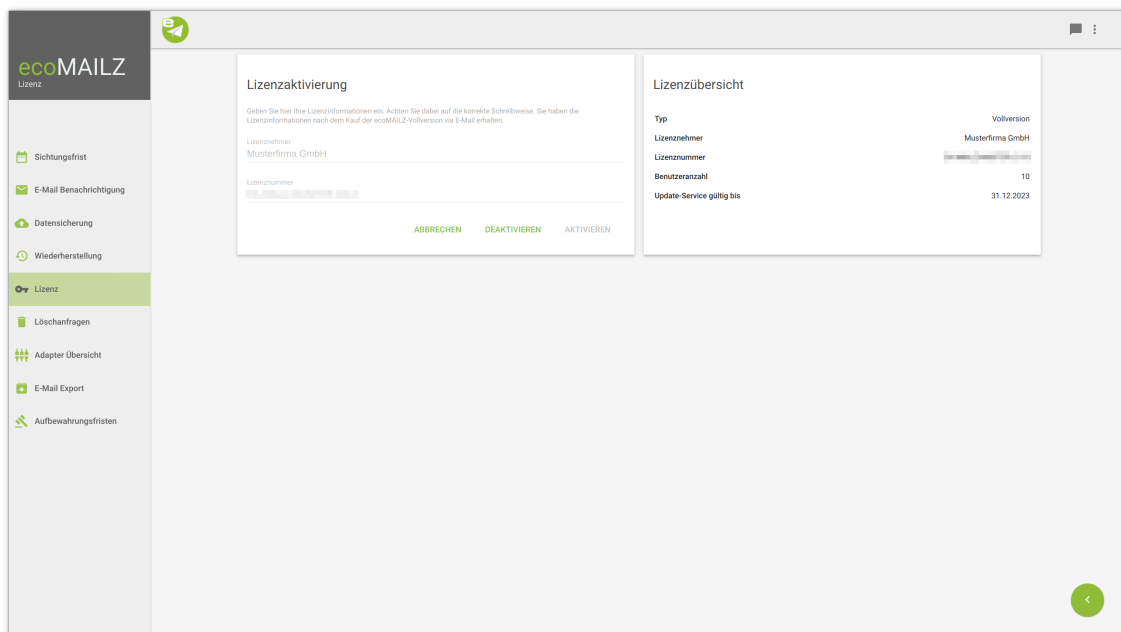 ecoMAILZ
Lizenz
Sichtungsfrist
E-Mail Benachrichtigung
Datensicherung
Wiederherstellung
Lizenz
Löschanfragen
Adapter Übersicht
E-Mail Export
Aufbewahrungsfristen
Lizenzaktivierung
Geben Sie hier Ihre Lizenzinformationen ein. Achten Sie dabei auf die korrekte Schreibweise. Sie haben die
Lizenzinformationen nach dem Kauf der ecoMAILZ-Vollversion via E-Mail erhalten.
Lizenznehmer
Musterfirma GmbH
Lizenznummer
ABBRECHEN DEAKTIVIEREN AKTIVIEREN
Lizenzübersicht
Typ Vollversion
Lizenznehmer Musterfirma GmbH
Lizenznummer
Benutzeranzahl 10
Update-Service gültig bis 31.12.2023